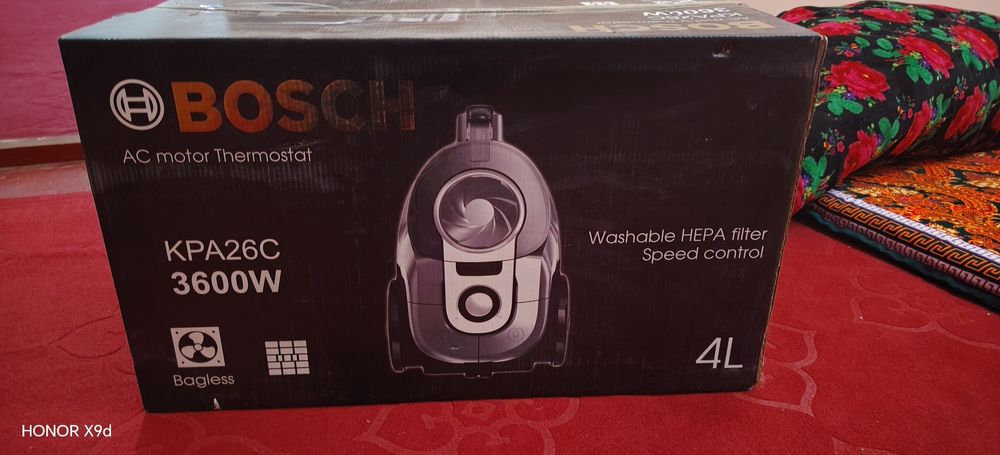 BOSCH
AC motor Thermostat
KPA26C
3600W
Bagless
Washable HEPA filter
Speed control
4L
HONOR X9d